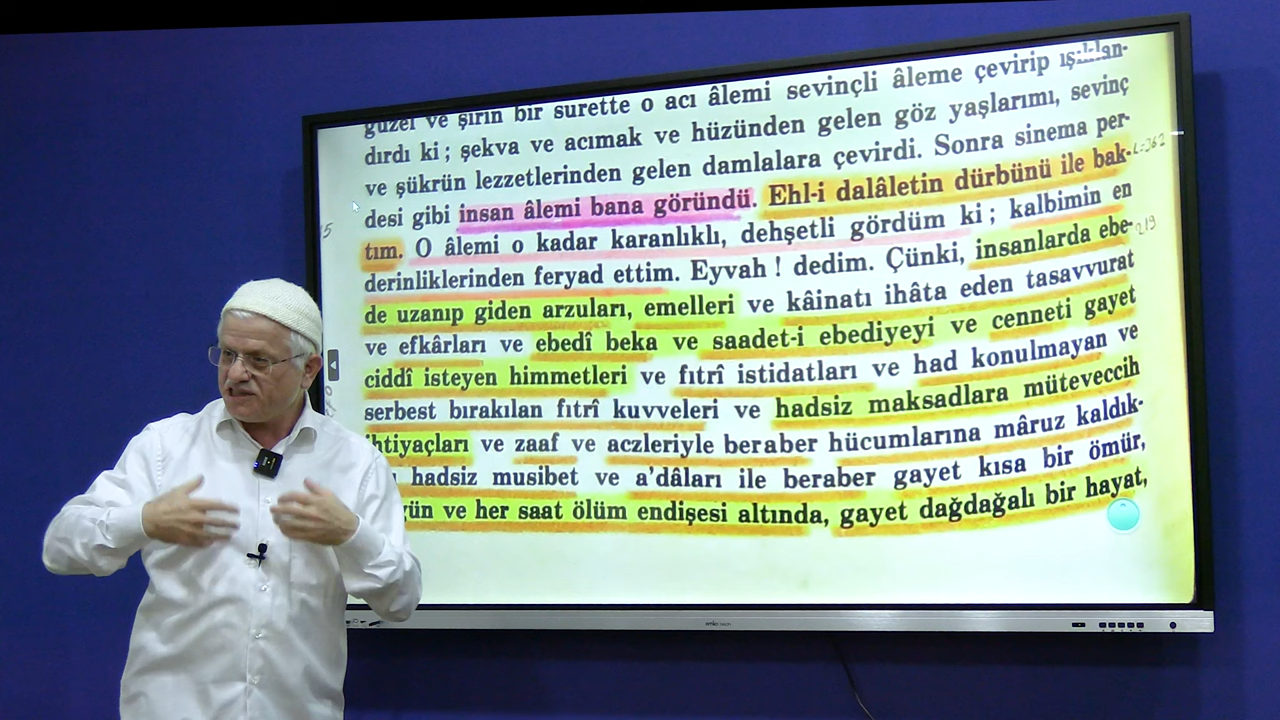 güzel ve şirin bir surette o acı âlemi sevinçli âleme çevirip ışıklan-
dırdı ki ; şekva ve acımak ve hüzünden gelen göz yaşlarımı, sevinç
ve şükrün lezzetlerinden gelen damlalara çevirdi. Sonra sinema per-
desi gibi insan âlemi bana göründü. Ehl-i dalâletin dürbünü ile bak-
tım. O âlemi o kadar karanlıklı, dehşetli gördüm ki ; kalbimin en
derinliklerinden feryad ettim. Eyvah ! dedim. Çünki, insanlarda ebe-
de uzanıp giden arzuları, emelleri ve kâinatı ihâta eden tasavvurat
ve efkârları ve ebedî beka ve saadet-i ebediyeyi ve cenneti gayet
ciddî isteyen himmetleri ve fıtrî istidatları ve had konulmayan ve
serbest bırakılan fıtrî kuvveleri ve hadsiz maksadlara müteveccih
ihtiyaçları ve zaaf ve aczleriyle beraber hücumlarına mâruz kaldık-
hadsiz musibet ve a'dâları ile beraber gayet kısa bir ömür,
gün ve her saat ölüm endişesi altında, gayet dağdağalı bir hayat,
219